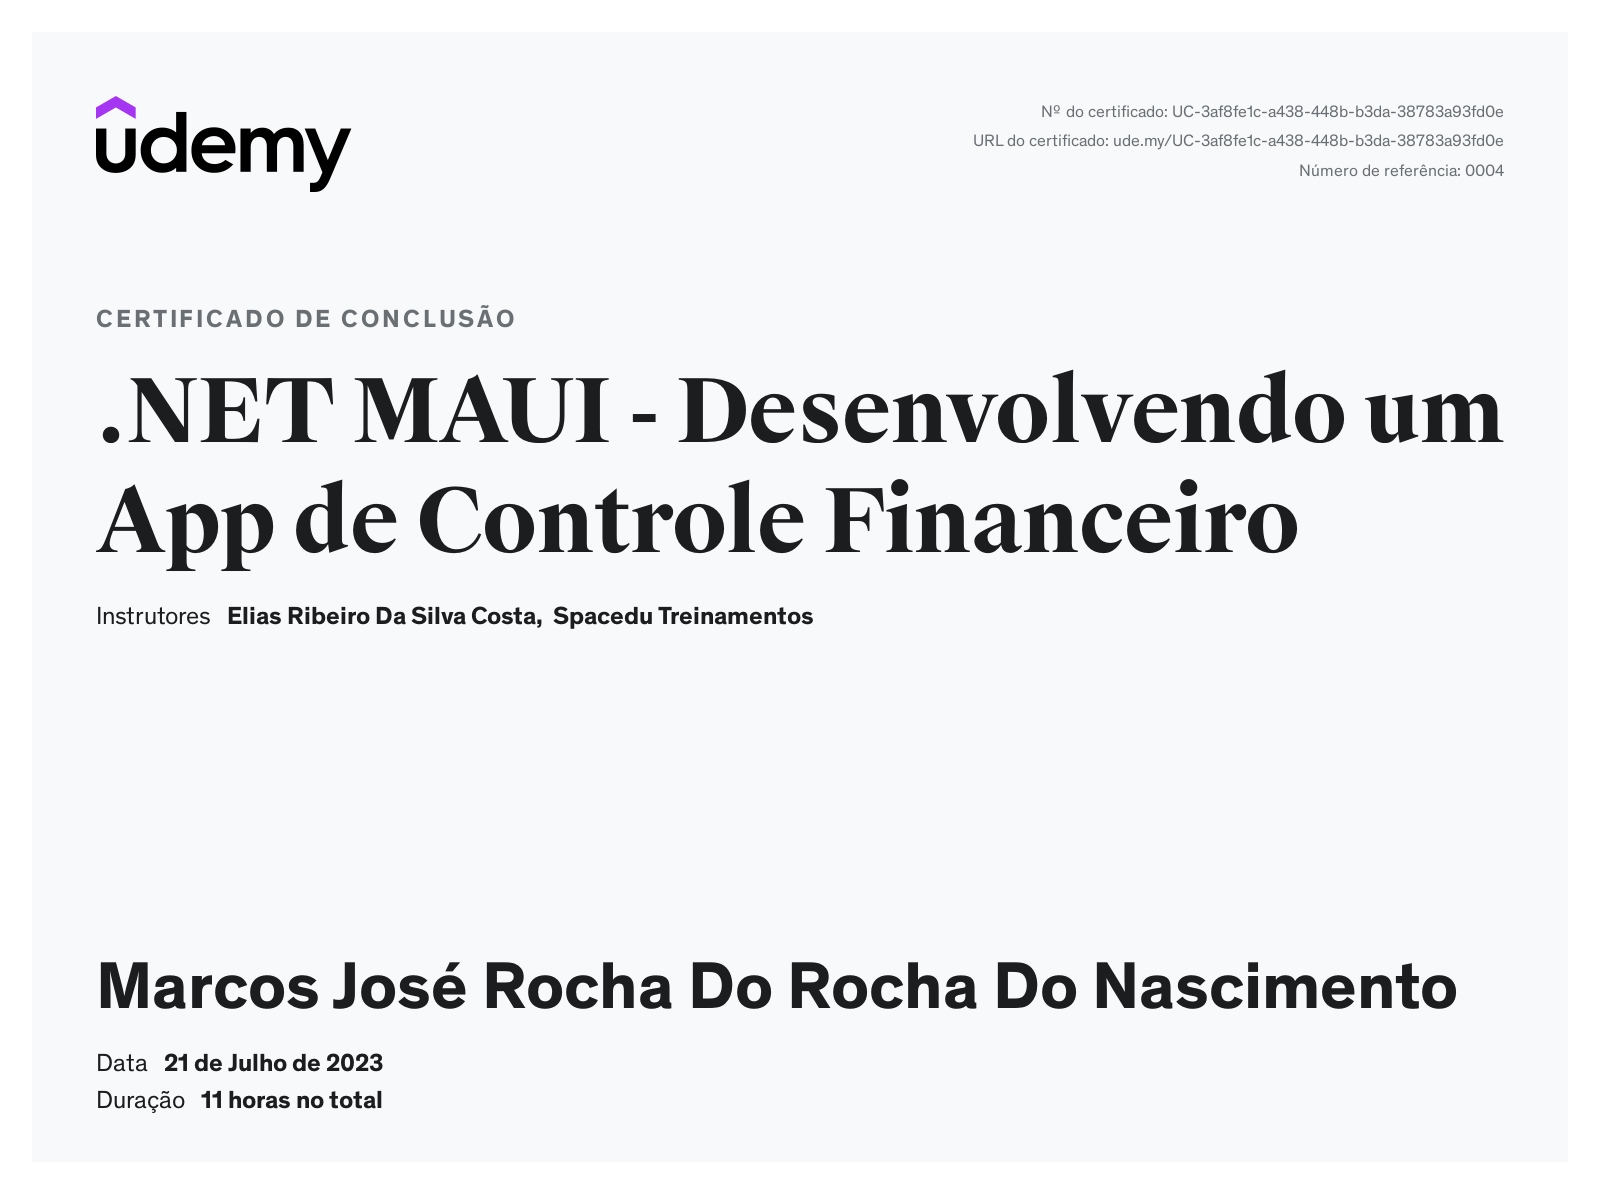 udemy
Nº do certificado: UC-3af8fe1c-a438-448b-b3da-38783a93fd0e
URL do certificado: ude.my/UC-3af8fe1c-a438-448b-b3da-38783a93fd0e
Número de referência: 0004
CERTIFICADO DE CONCLUSÃO
.NET MAUI - Desenvolvendo um
App de Controle Financeiro
Instrutores Elias Ribeiro Da Silva Costa, Spacedu Treinamentos
Marcos José Rocha Do Rocha Do Nascimento
Data 21 de Julho de 2023
Duração 11 horas no total